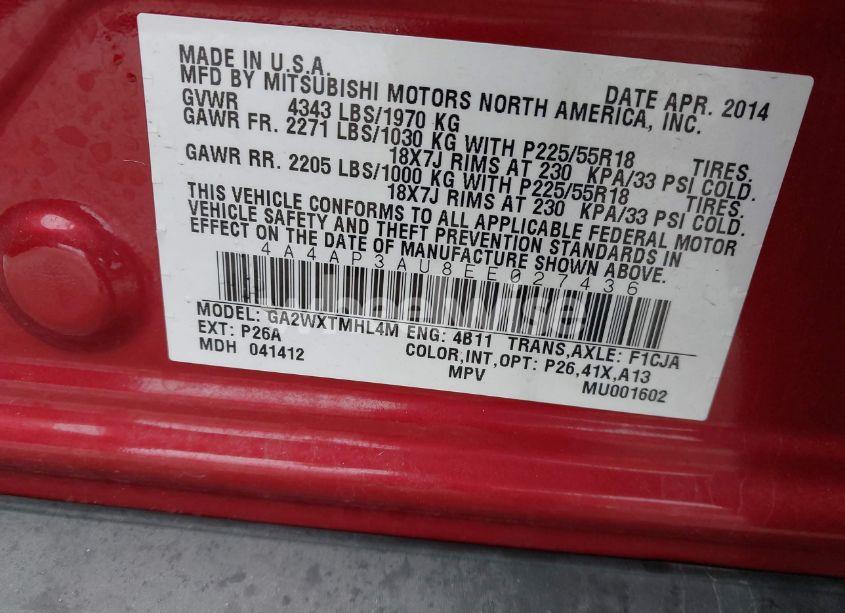 MADE IN U.S.A. DATE APR. 2014
MFD BY MITSUBISHI MOTORS NORTH AMERICA, INC.
GVWR 4343 LBS/1970 KG
GAWR FR. 2271 LBS/1030 KG WITH P225/55R18 TIRES.
18X7J RIMS AT 230 KPA/33 PSI COLD.
GAWR RR. 2205 LBS/1000 KG WITH P225/55R18 TIRES.
18X7J RIMS AT 230 KPA/33 PSI COLD.
THIS VEHICLE CONFORMS TO ALL APPLICABLE FEDERAL MOTOR
VEHICLE SAFETY AND THEFT PREVENTION STANDARDS IN
EFFECT ON THE DATE OF MANUFACTURE SHOWN ABOVE.
4A4AP3AU8EE027436
MODEL: GA2WXTMHL4M ENG: 4B11 TRANS,AXLE: F1CJA
EXT: P26A COLOR,INT,OPT: P26,41X,A13
MDH 041412 MPV MU001602